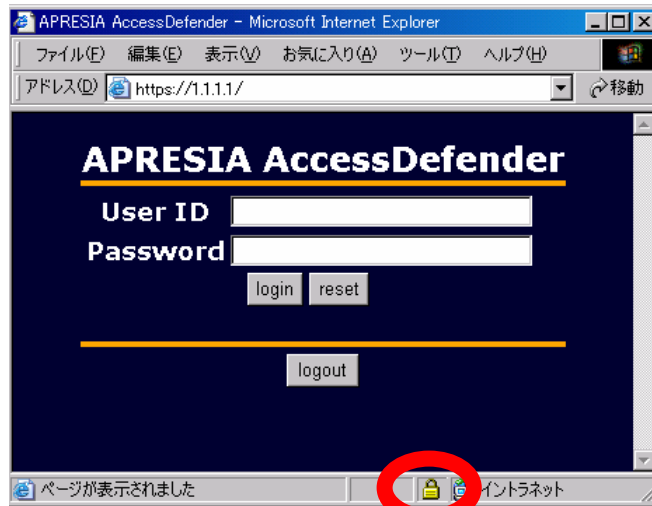 APRESIA AccessDefender - Microsoft Internet Explorer
ファイル(F) 編集(E) 表示(V) お気に入り(A) ツール(T) ヘルプ(H)
アドレス(D) https://1.1.1.1/ 移動
APRESIA AccessDefender
User ID
Password
login reset
logout
ページが表示されました イントラネット